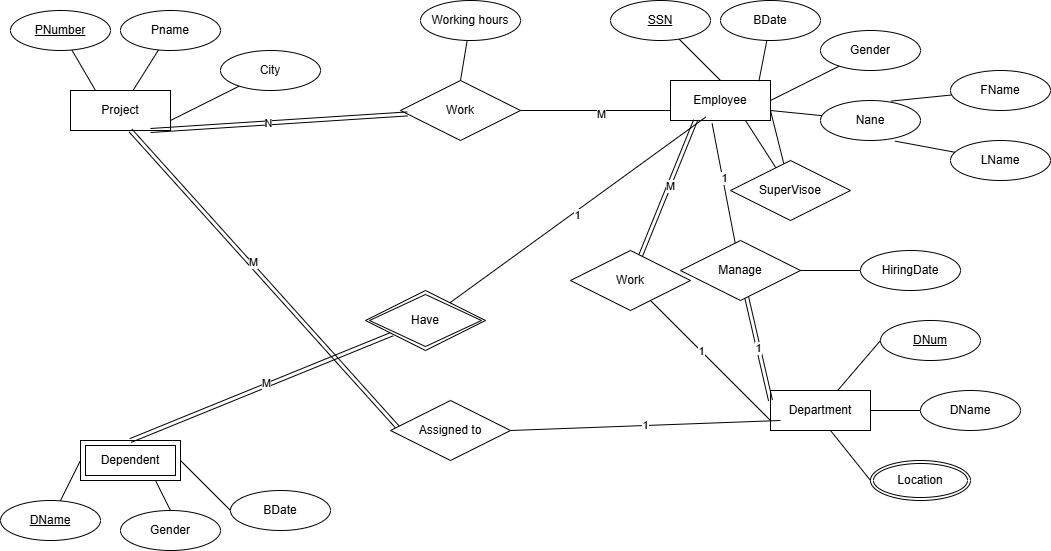 PNumber
Pname
City
Project
Working hours
Work
N
M
SSN
BDate
Gender
Employee
Nane
FName
LName
SuperVisoe
M
1
1
Work
Manage
HiringDate
M
Have
1
1
DNum
DName
Department
Location
M
Assigned to
1
Dependent
DName
Gender
BDate